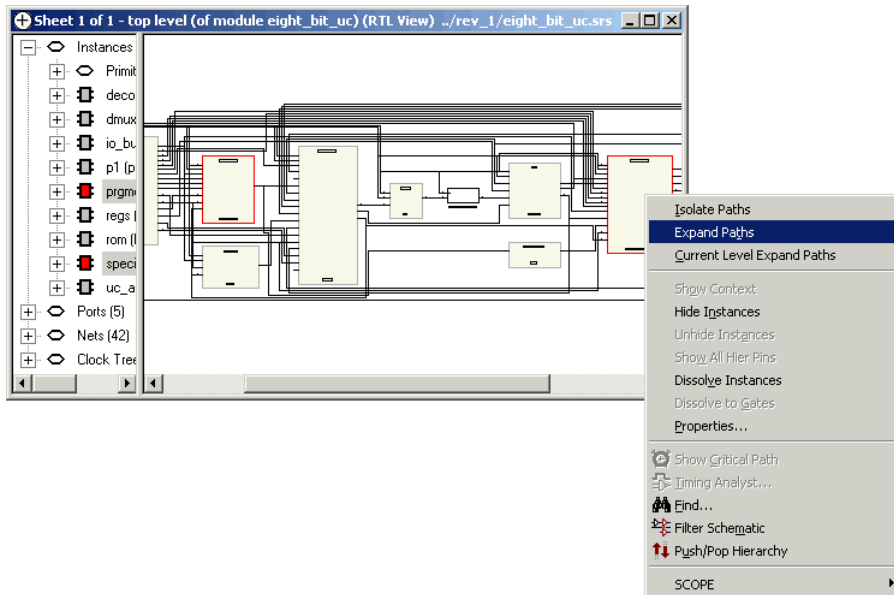 Sheet 1 of 1 - top level (of module eight_bit_uc) (RTL View) ../rev_1/eight_bit_uc.srs
Instances
Primit
deco
dmux
io_bu
p1 (p
prgm
regs (
rom (
speci
uc_a
Ports (5)
Nets (42)
Clock Tree
Isolate Paths
Expand Paths
Current Level Expand Paths
Show Context
Hide Instances
Unhide Instances
Show All Hier Pins
Dissolve Instances
Dissolve to Gates
Properties...
Show Critical Path
Timing Analyst...
Find...
Filter Schematic
Push/Pop Hierarchy
SCOPE